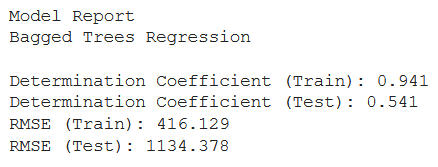 Model Report
Bagged Trees Regression
Determination Coefficient (Train): 0.941
Determination Coefficient (Test): 0.541
RMSE (Train): 416.129
RMSE (Test): 1134.378